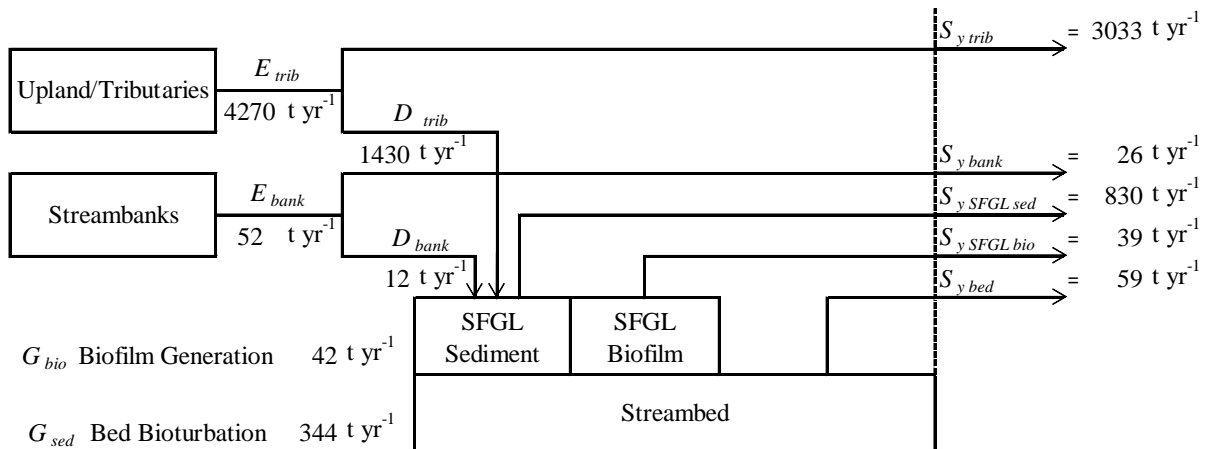 S y trib = 3033 t yr-1
Upland/Tributaries
E trib
4270 t yr-1
D trib
1430 t yr-1
S y bank = 26 t yr-1
Streambanks
E bank
52 t yr-1
S y SFGL sed = 830 t yr-1
D bank
12 t yr-1
S y SFGL bio = 39 t yr-1
S y bed = 59 t yr-1
SFGL
Sediment
SFGL
Biofilm
G bio Biofilm Generation 42 t yr-1
Streambed
G sed Bed Bioturbation 344 t yr-1